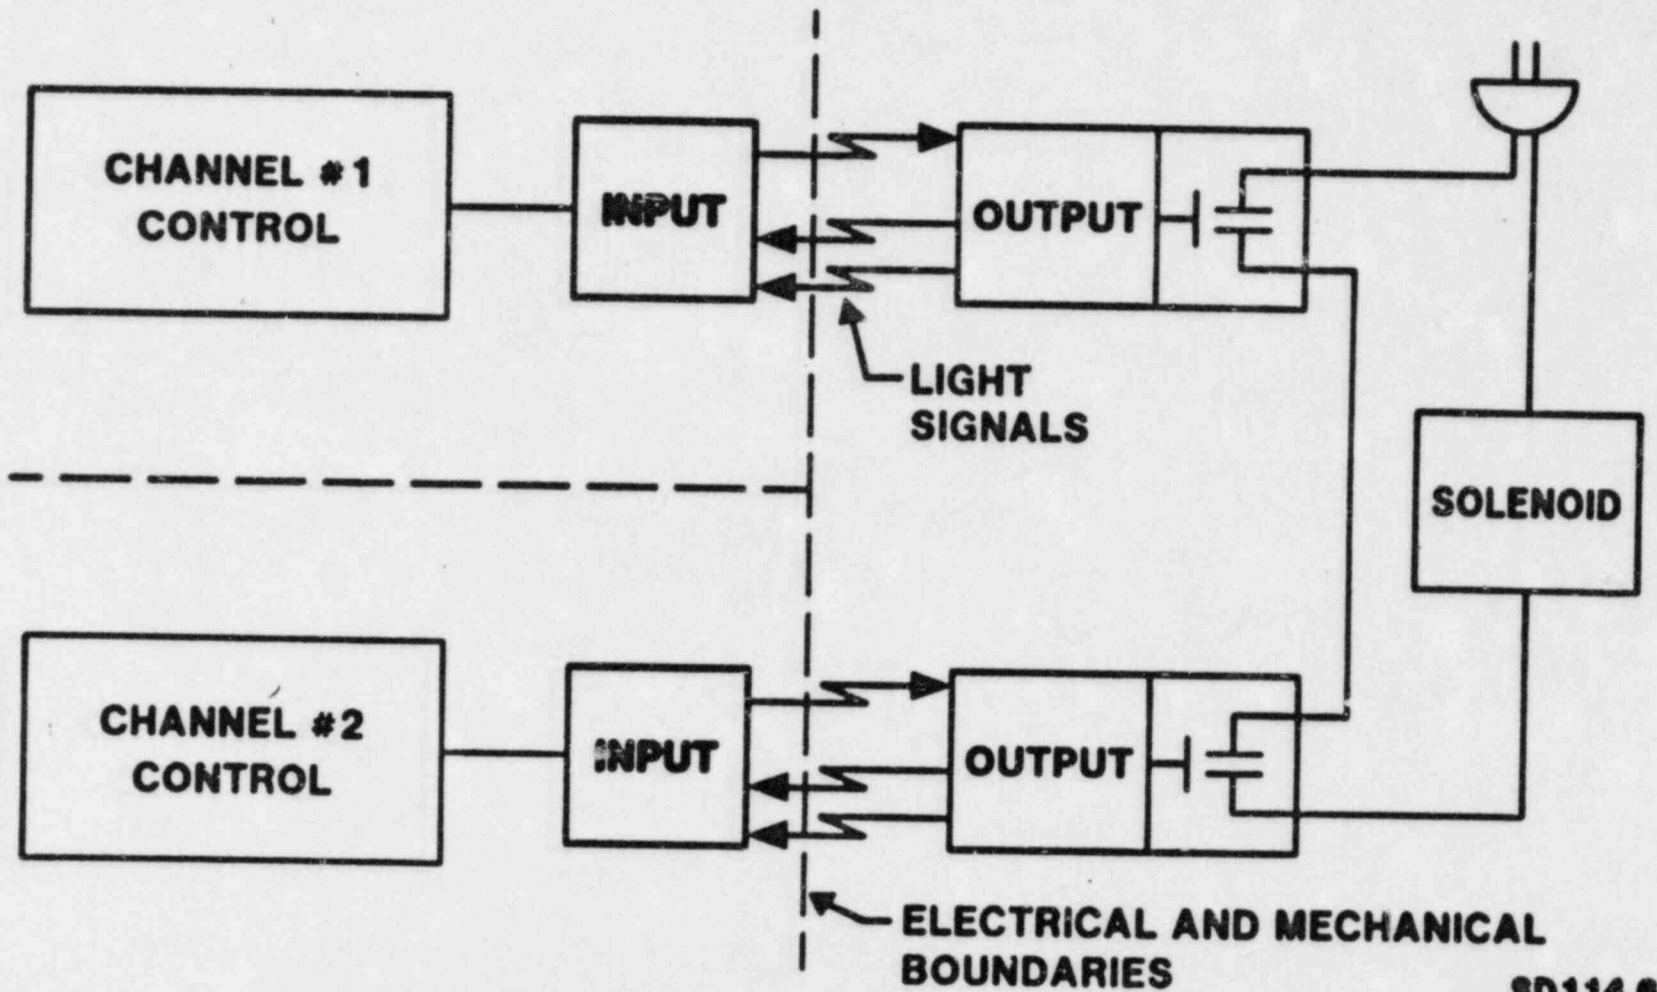 CHANNEL #1
CONTROL
INPUT
OUTPUT
LIGHT
SIGNALS
SOLENOID
CHANNEL #2
CONTROL
INPUT
OUTPUT
ELECTRICAL AND MECHANICAL
BOUNDARIES